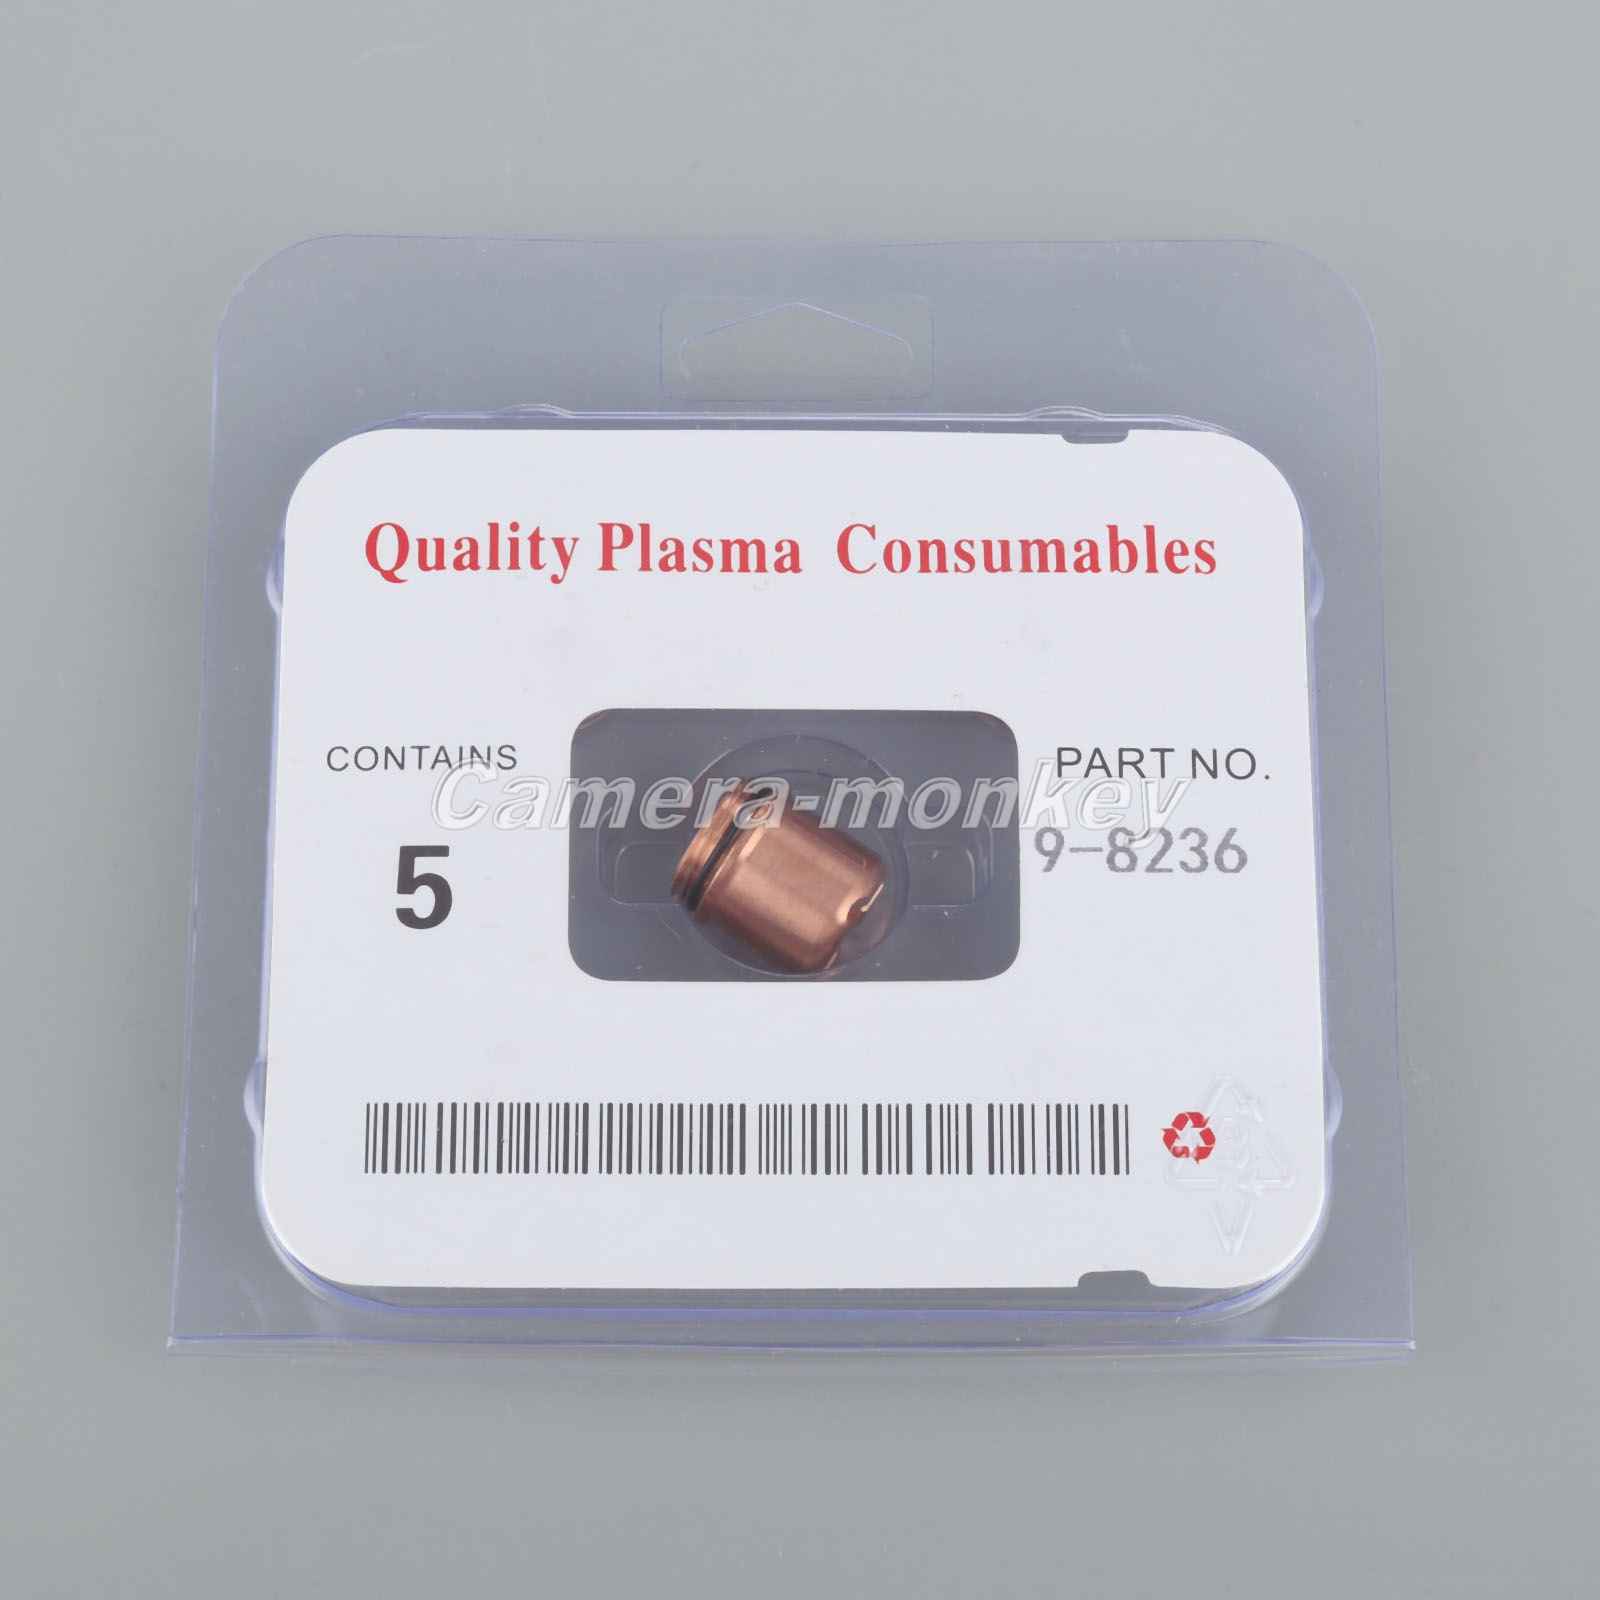 Quality Plasma Consumables
CONTAINS
5
PART NO.
9-8236
Camera-monkey